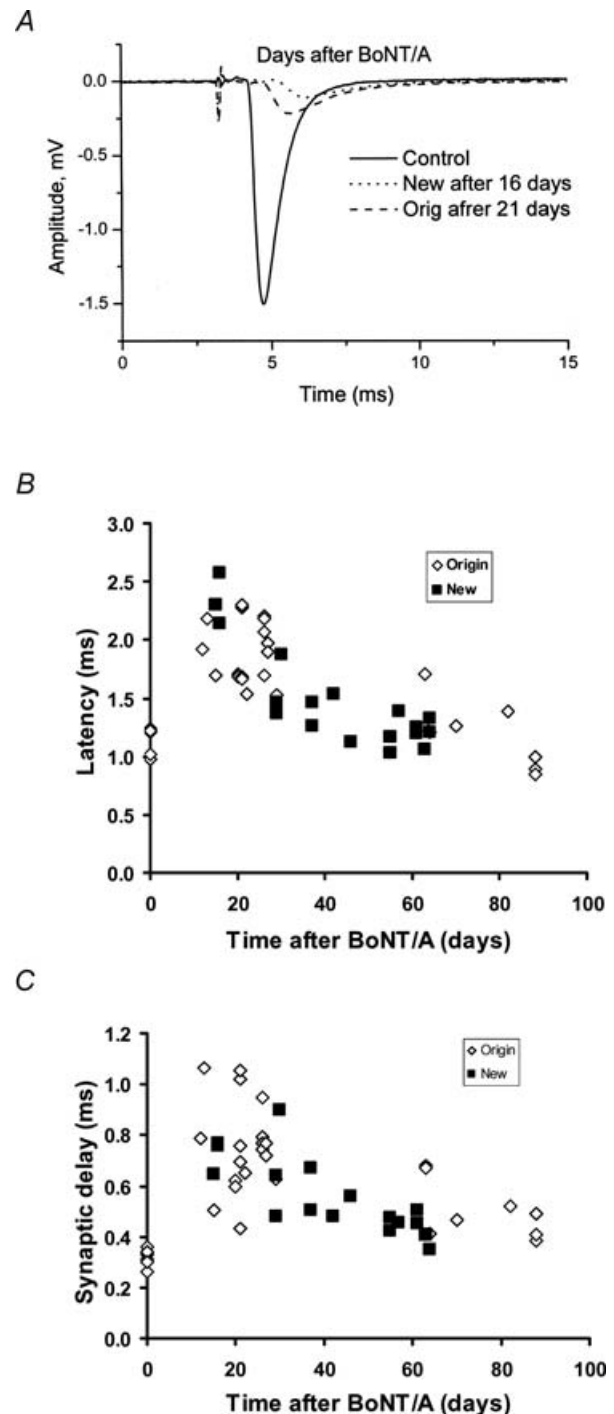 A
Days after BoNT/A
0.0
-0.5
-1.0
-1.5
Amplitude, mV
Control
New after 16 days
Orig afrer 21 days
0 5 10 15
Time (ms)
B
3.0
2.5
2.0
1.5
1.0
0.5
0.0
Latency (ms)
Origin
New
0 20 40 60 80 100
Time after BoNT/A (days)
C
1.2
1.0
0.8
0.6
0.4
0.2
0.0
Synaptic delay (ms)
Origin
New
0 20 40 60 80 100
Time after BoNT/A (days)